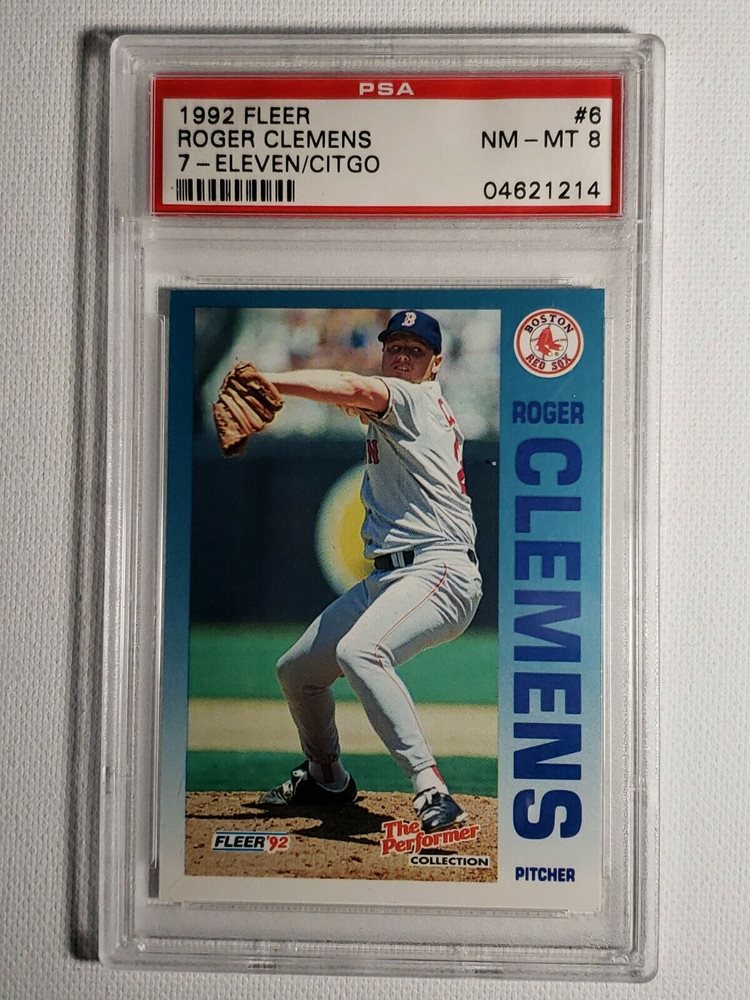 PSA
1992 FLEER #6
ROGER CLEMENS NM - MT 8
7 - ELEVEN/CITGO
04621214
BOSTON
RED SOX
ROGER
CLEMENS
PITCHER
B
FLEER '92
The
Performer
COLLECTION